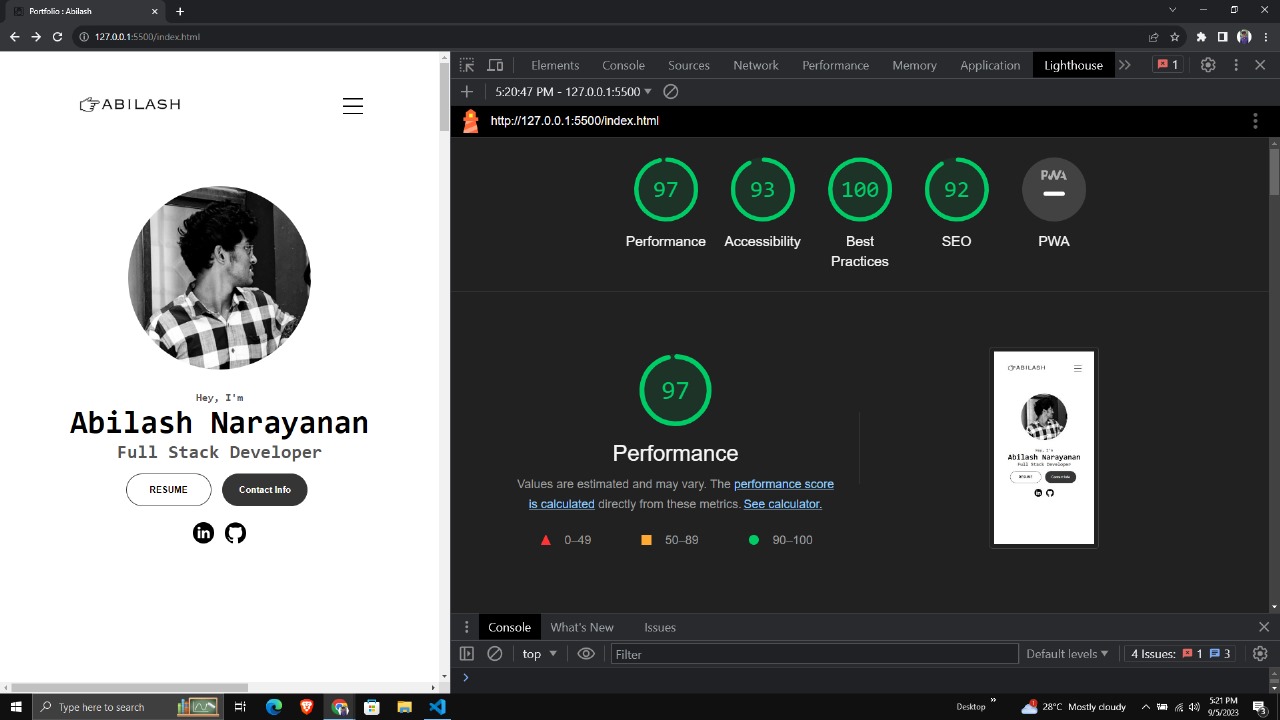 Portfolio : Abilash
127.0.0.1:5500/index.html
ABILASH
Hey, I'm
Abilash Narayanan
Full Stack Developer
RESUME
Contact Info
Elements
Console
Sources
Network
Performance
Memory
Application
Lighthouse
1
5:20:47 PM - 127.0.0.1:5500
http://127.0.0.1:5500/index.html
97
93
100
92
PWA
Performance
Accessibility
Best
Practices
SEO
PWA
97
Performance
Values are estimated and may vary. The performance score
is calculated directly from these metrics. See calculator.
0–49
50–89
90–100
ABILASH
Hey, I'm
Abilash Narayanan
Full Stack Developer
Console
What's New
Issues
top
Filter
Default levels
4 Issues: 1 3
Type here to search
Desktop
28°C Mostly cloudy
5:21 PM
9/5/2023